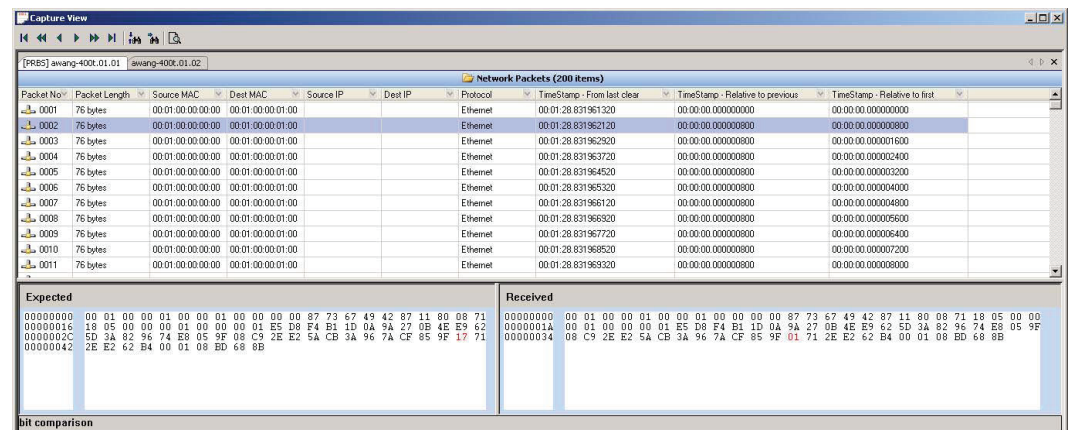 Capture View
[PRBS] awang-400t.01.01 awang-400t.01.02
Network Packets (200 items)
Packet No Packet Length Source MAC Dest MAC Source IP Dest IP Protocol TimeStamp - From last clear TimeStamp - Relative to previous TimeStamp - Relative to first
0001 76 bytes 00:01:00:00:00:00 00:01:00:00:01:00 Ethernet 00:01:28.831961320 00:00:00.000000000 00:00:00.000000000
0002 76 bytes 00:01:00:00:00:00 00:01:00:00:01:00 Ethernet 00:01:28.831962120 00:00:00.000000800 00:00:00.000000800
0003 76 bytes 00:01:00:00:00:00 00:01:00:00:01:00 Ethernet 00:01:28.831962920 00:00:00.000000800 00:00:00.000001600
0004 76 bytes 00:01:00:00:00:00 00:01:00:00:01:00 Ethernet 00:01:28.831963720 00:00:00.000000800 00:00:00.000002400
0005 76 bytes 00:01:00:00:00:00 00:01:00:00:01:00 Ethernet 00:01:28.831964520 00:00:00.000000800 00:00:00.000003200
0006 76 bytes 00:01:00:00:00:00 00:01:00:00:01:00 Ethernet 00:01:28.831965320 00:00:00.000000800 00:00:00.000004000
0007 76 bytes 00:01:00:00:00:00 00:01:00:00:01:00 Ethernet 00:01:28.831966120 00:00:00.000000800 00:00:00.000004800
0008 76 bytes 00:01:00:00:00:00 00:01:00:00:01:00 Ethernet 00:01:28.831966920 00:00:00.000000800 00:00:00.000005600
0009 76 bytes 00:01:00:00:00:00 00:01:00:00:01:00 Ethernet 00:01:28.831967720 00:00:00.000000800 00:00:00.000006400
0010 76 bytes 00:01:00:00:00:00 00:01:00:00:01:00 Ethernet 00:01:28.831968520 00:00:00.000000800 00:00:00.000007200
0011 76 bytes 00:01:00:00:00:00 00:01:00:00:01:00 Ethernet 00:01:28.831969320 00:00:00.000000800 00:00:00.000008000
Expected
00000000 00 01 00 00 01 00 00 01 00 00 00 00 87 73 67 49 42 87 11 80 08 71
00000016 18 05 00 00 00 01 00 00 00 01 E5 D8 F4 B1 1D 0A 9A 27 0B 4E E9 62
0000002C 5D 3A 82 96 74 E8 05 9F 08 C9 2E E2 5A CB 3A 96 7A CF 85 9F 17 71
00000042 2E E2 62 B4 00 01 08 BD 68 8B
Received
00000000 00 01 00 00 01 00 00 01 00 00 00 00 87 73 67 49 42 87 11 80 08 71 18 05 00 00
0000001A 00 01 00 00 00 01 E5 D8 F4 B1 1D 0A 9A 27 0B 4E E9 62 5D 3A 82 96 74 E8 05 9F
00000034 08 C9 2E E2 5A CB 3A 96 7A CF 85 9F 01 71 2E E2 62 B4 00 01 08 BD 68 8B
bit comparison